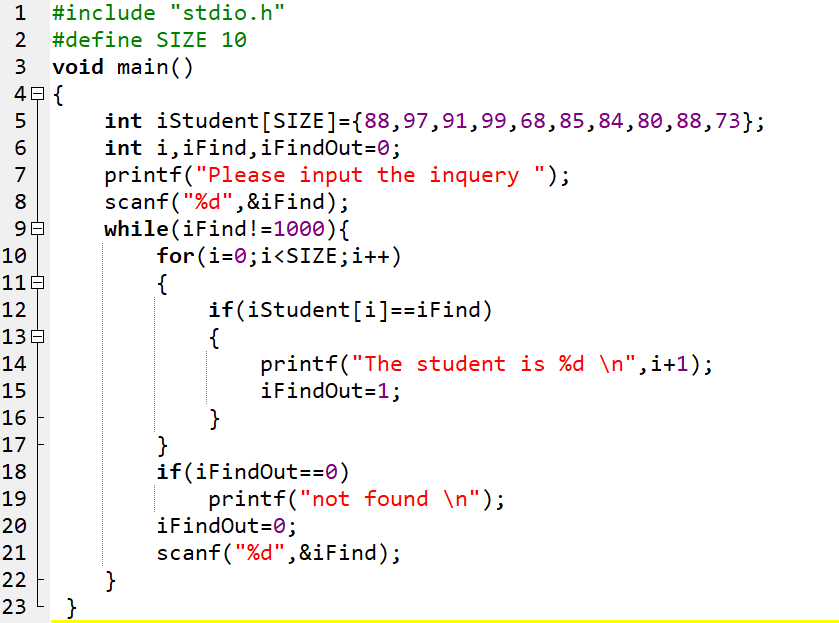 1 #include "stdio.h"
2 #define SIZE 10
3 void main()
4 {
5 int iStudent[SIZE]={88,97,91,99,68,85,84,80,88,73};
6 int i,iFind,iFindOut=0;
7 printf("Please input the inquery ");
8 scanf("%d",&iFind);
9 while(iFind!=1000){
10 for(i=0;i<SIZE;i++)
11 {
12 if(iStudent[i]==iFind)
13 {
14 printf("The student is %d \n",i+1);
15 iFindOut=1;
16 }
17 }
18 if(iFindOut==0)
19 printf("not found \n");
20 iFindOut=0;
21 scanf("%d",&iFind);
22 }
23 }